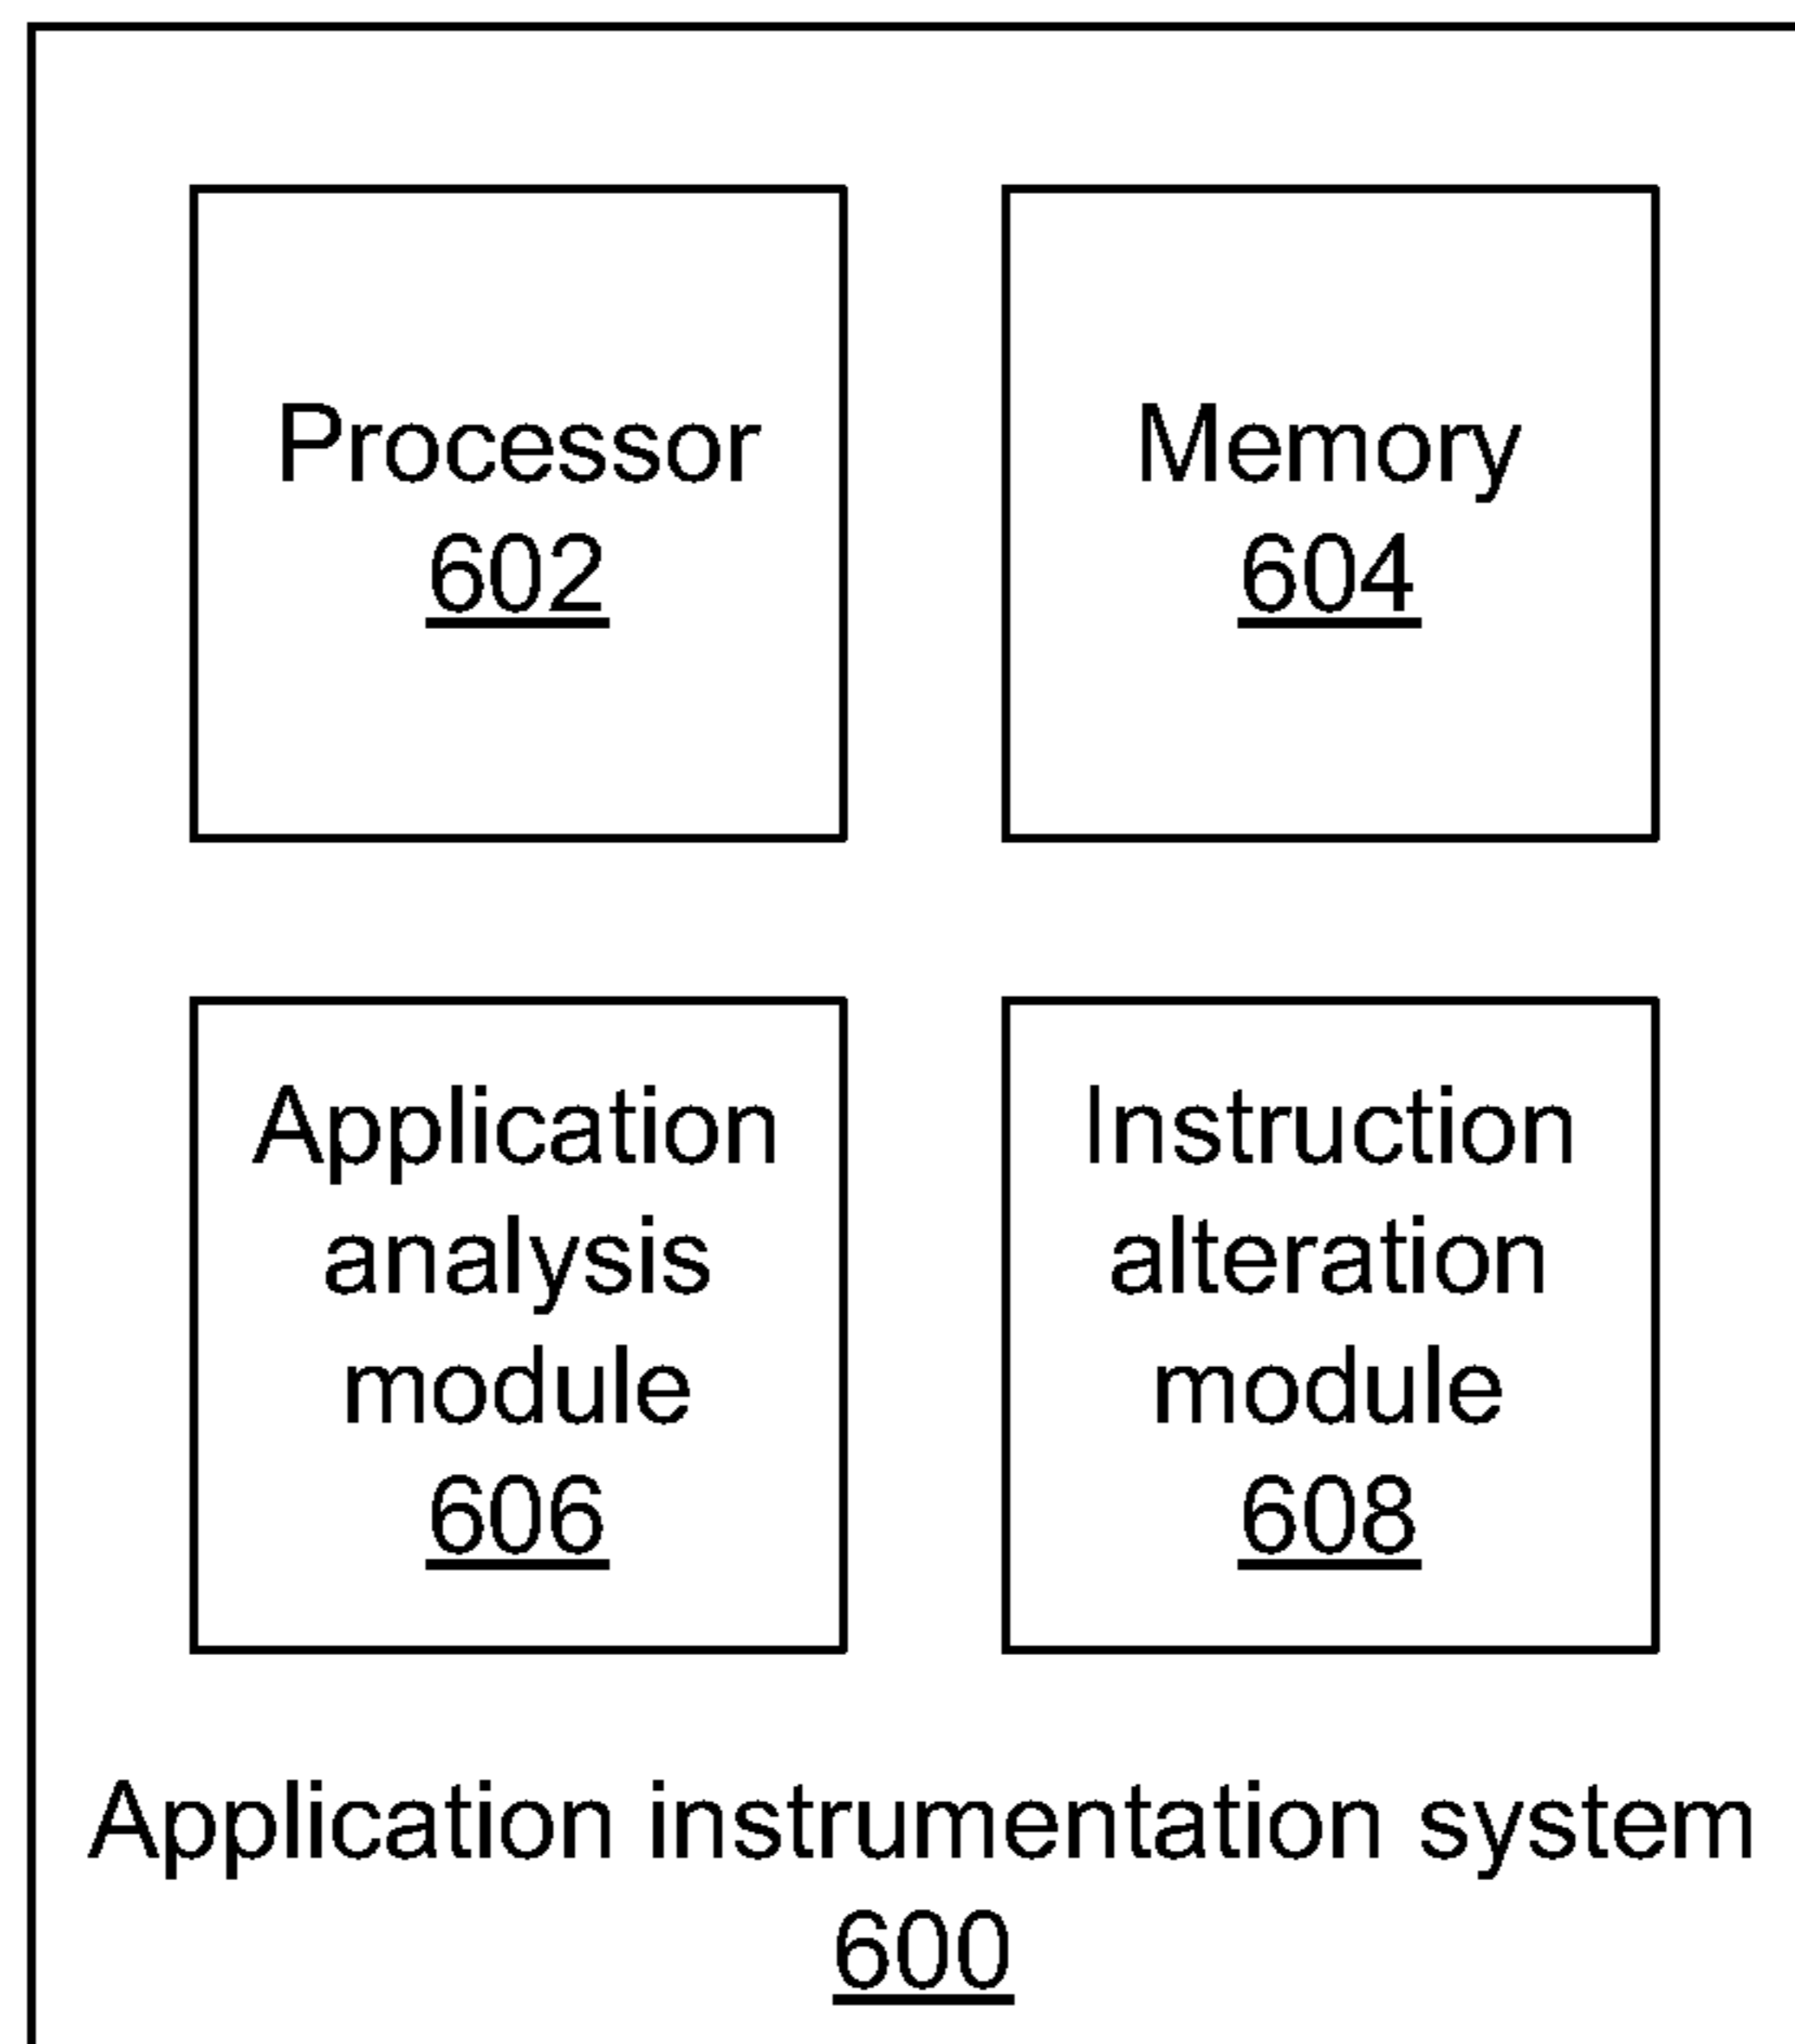 Processor
602
Memory
604
Application
analysis
module
606
Instruction
alteration
module
608
Application instrumentation system
600